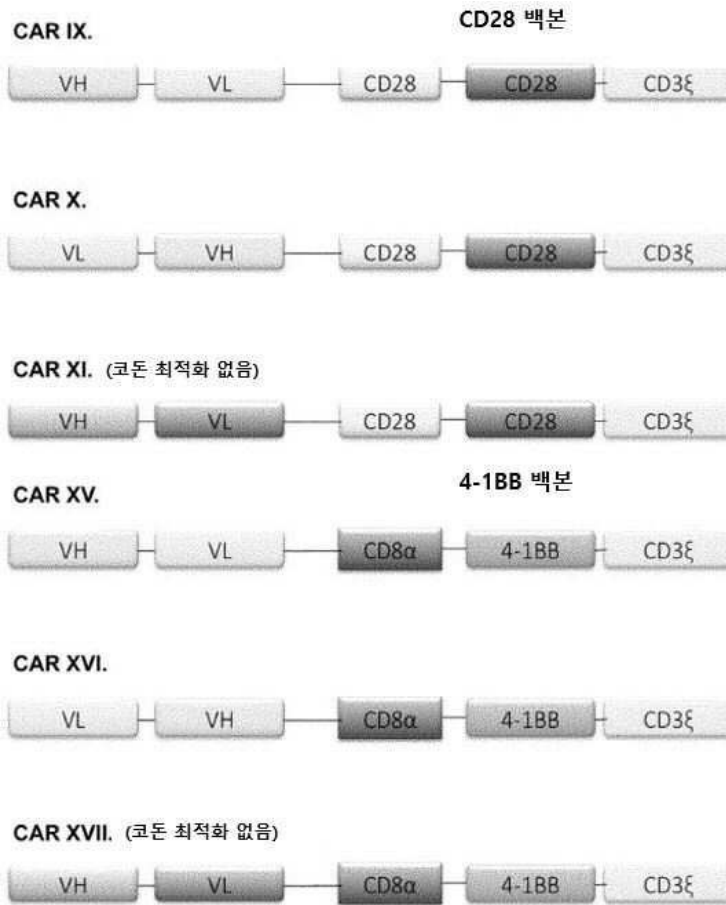 CAR IX.
CD28 백본
VH VL CD28 CD28 CD3ξ
CAR X.
VL VH CD28 CD28 CD3ξ
CAR XI. (코돈 최적화 없음)
VH VL CD28 CD28 CD3ξ
4-1BB 백본
CAR XV.
VH VL CD8α 4-1BB CD3ξ
CAR XVI.
VL VH CD8α 4-1BB CD3ξ
CAR XVII. (코돈 최적화 없음)
VH VL CD8α 4-1BB CD3ξ